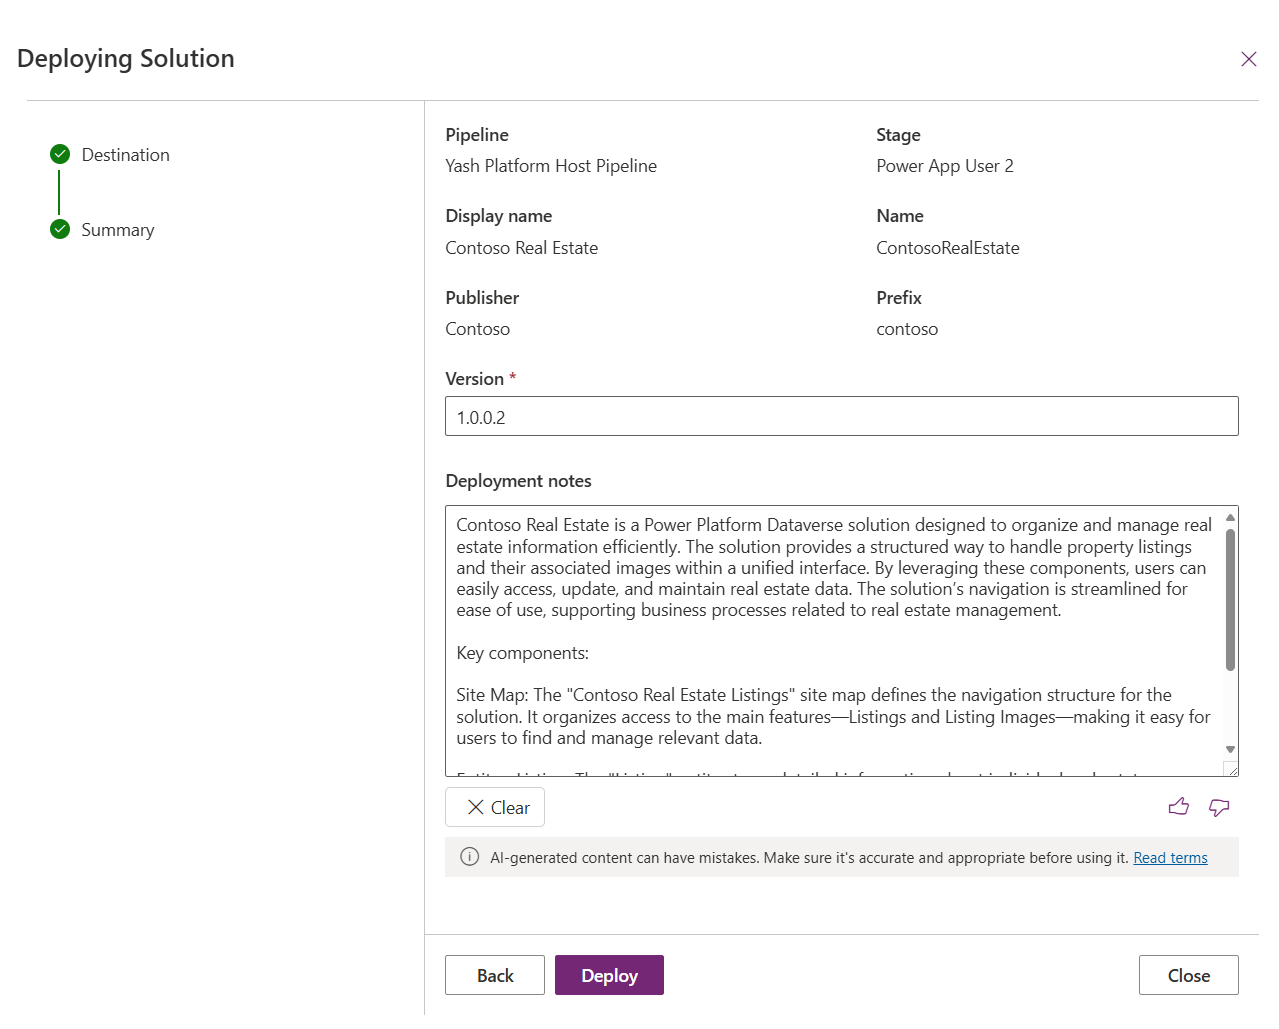 Deploying Solution
Destination
Summary
Pipeline
Yash Platform Host Pipeline
Stage
Power App User 2
Display name
Contoso Real Estate
Name
ContosoRealEstate
Publisher
Contoso
Prefix
contoso
Version *
1.0.0.2
Deployment notes
Contoso Real Estate is a Power Platform Dataverse solution designed to organize and manage real
estate information efficiently. The solution provides a structured way to handle property listings
and their associated images within a unified interface. By leveraging these components, users can
easily access, update, and maintain real estate data. The solution’s navigation is streamlined for
ease of use, supporting business processes related to real estate management.
Key components:
Site Map: The "Contoso Real Estate Listings" site map defines the navigation structure for the
solution. It organizes access to the main features—Listings and Listing Images—making it easy for
users to find and manage relevant data.
Clear
AI-generated content can have mistakes. Make sure it's accurate and appropriate before using it. Read terms
Back
Deploy
Close